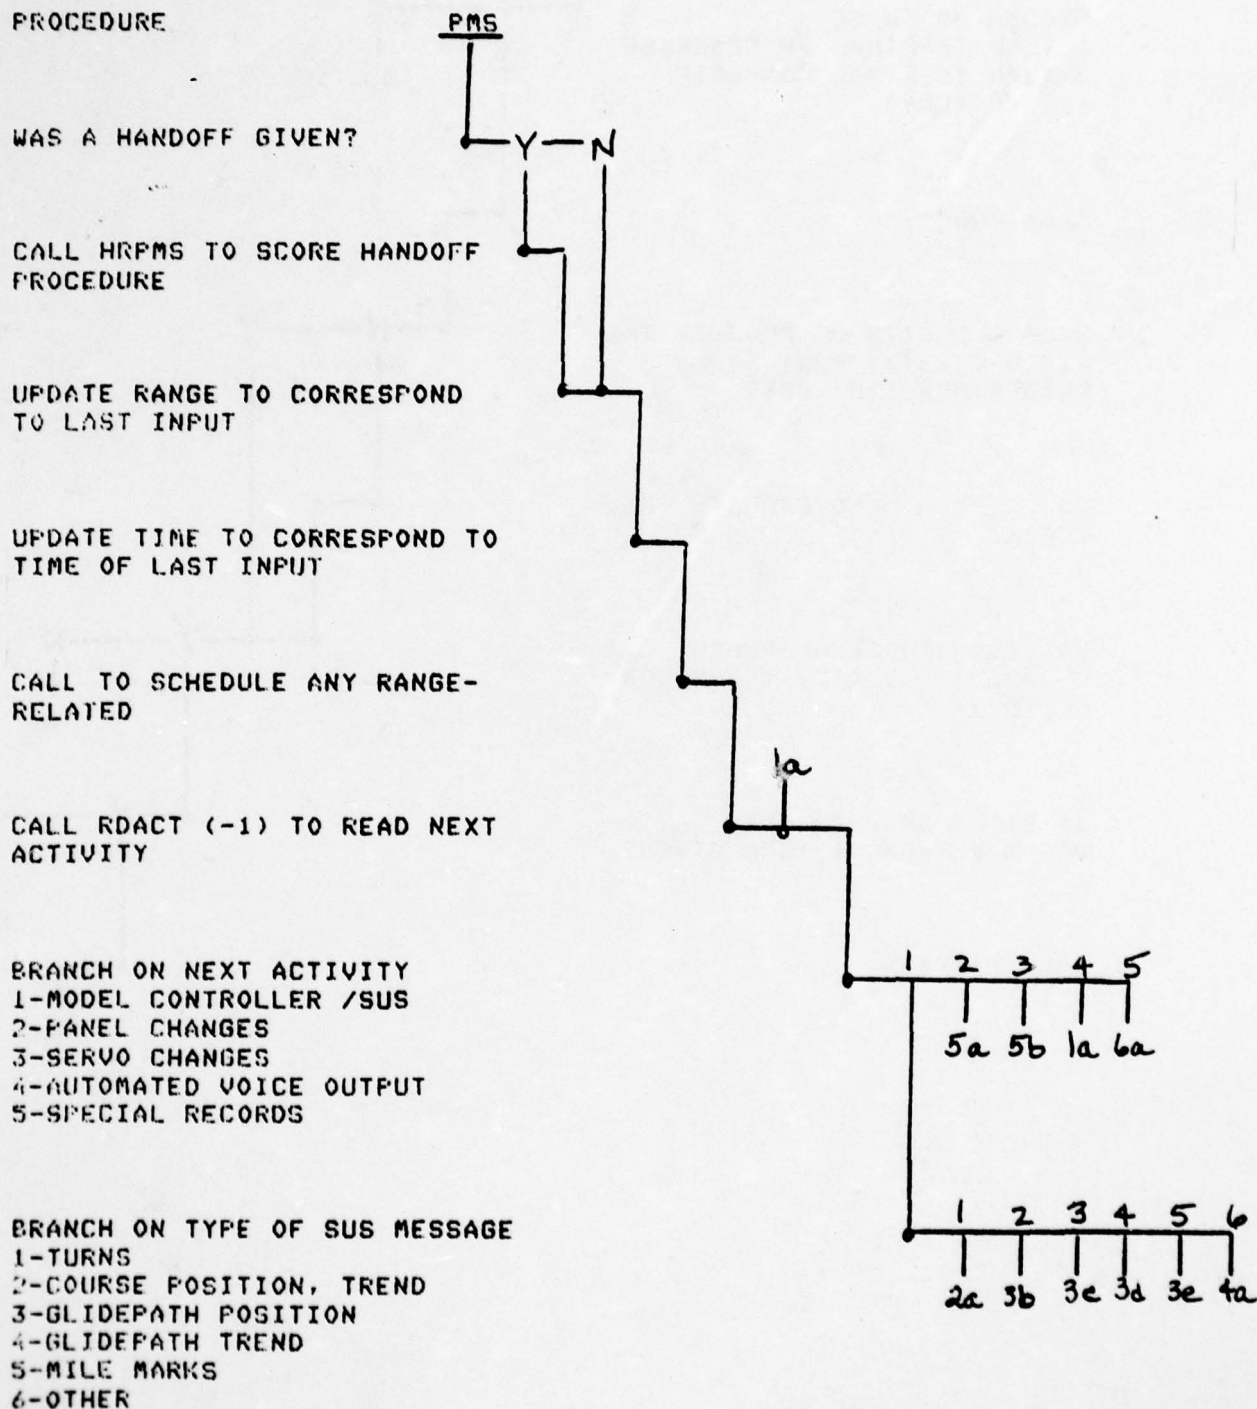 PROCEDURE PMS
WAS A HANDOFF GIVEN? Y N
CALL HRPMS TO SCORE HANDOFF
PROCEDURE
UPDATE RANGE TO CORRESPOND
TO LAST INPUT
UPDATE TIME TO CORRESPOND TO
TIME OF LAST INPUT
CALL TO SCHEDULE ANY RANGE-
RELATED
1a
CALL RDACT (-1) TO READ NEXT
ACTIVITY
BRANCH ON NEXT ACTIVITY 1 2 3 4 5
1-MODEL CONTROLLER /SUS
2-PANEL CHANGES 5a 5b 1a 6a
3-SERVO CHANGES
4-AUTOMATED VOICE OUTPUT
5-SPECIAL RECORDS
BRANCH ON TYPE OF SUS MESSAGE 1 2 3 4 5 6
1-TURNS
2-COURSE POSITION, TREND 2a 3b 3c 3d 3e 4a
3-GLIDEPATH POSITION
4-GLIDEPATH TREND
5-MILE MARKS
6-OTHER